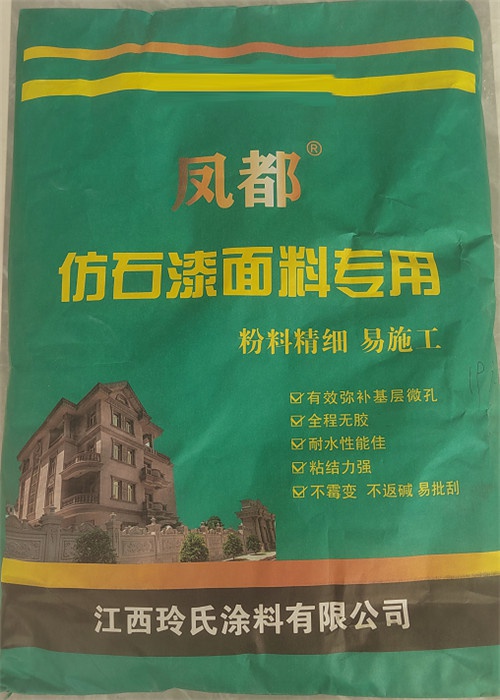 凤都®
仿石漆面料专用
粉料精细 易施工
有效弥补基层微孔
全程无胶
耐水性能佳
粘结力强
不霉变 不返碱 易批刮
江西玲氏涂料有限公司